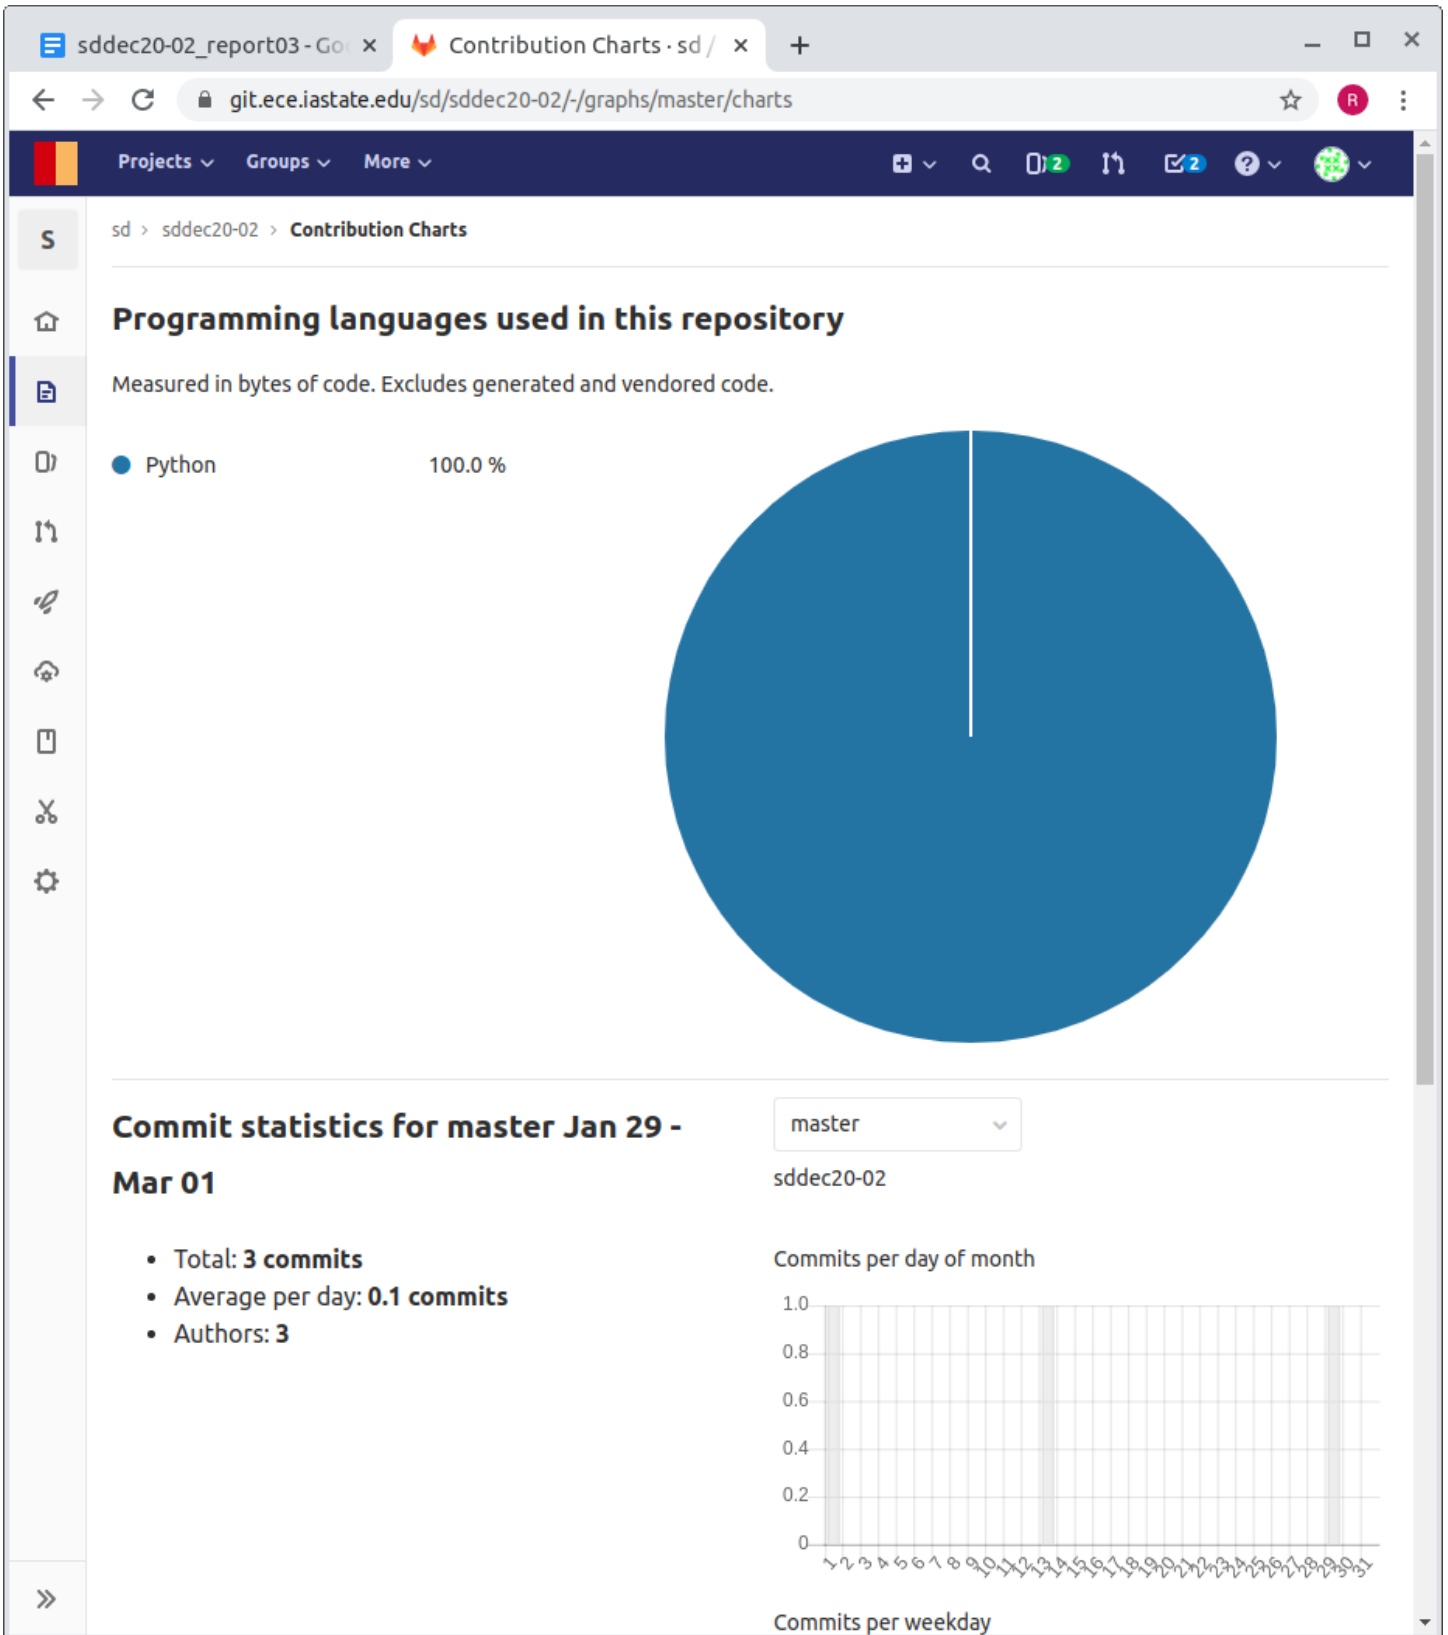 sddec20-02_report03 - Go
Contribution Charts · sd /
git.ece.iastate.edu/sd/sddec20-02/-/graphs/master/charts
R
Projects Groups More
2 2 ?
S
sd > sddec20-02 > Contribution Charts
Programming languages used in this repository
Measured in bytes of code. Excludes generated and vendored code.
Python 100.0 %
Commit statistics for master Jan 29 -
Mar 01
master
sddec20-02
Total: 3 commits
Average per day: 0.1 commits
Authors: 3
Commits per day of month
1.0
0.8
0.6
0.4
0.2
0
1 2 3 4 5 6 7 8 9 10 11 12 13 14 15 16 17 18 19 20 21 22 23 24 25 26 27 28 29 30 31
Commits per weekday